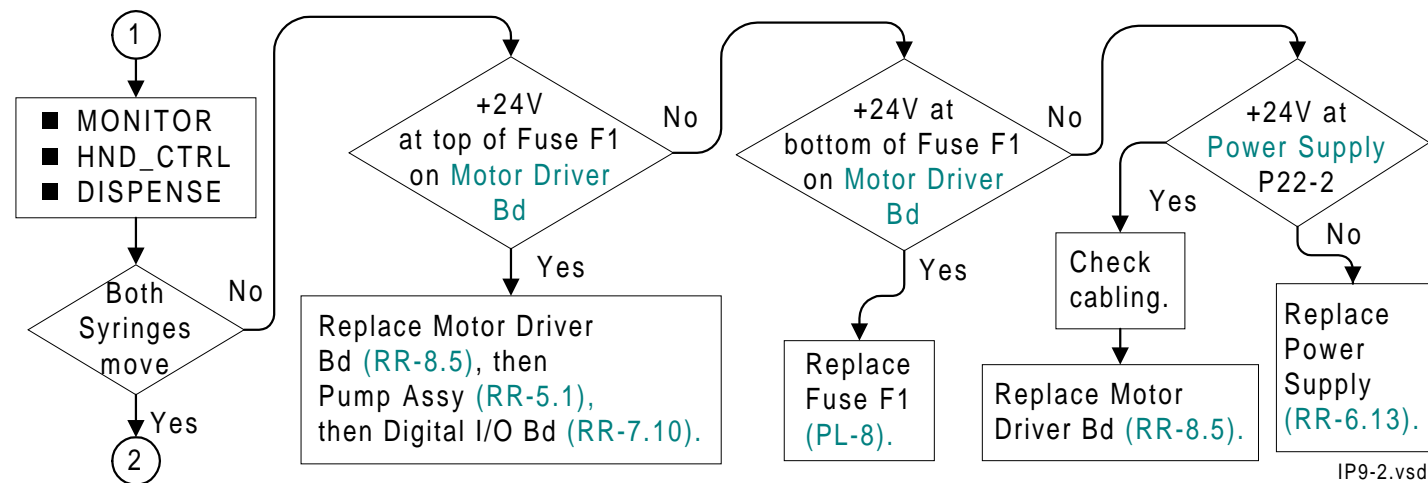 1
■ MONITOR
■ HND_CTRL
■ DISPENSE
Both
Syringes
move
No
Yes
2
+24V
at top of Fuse F1
on Motor Driver
Bd
No
Yes
Replace Motor Driver
Bd (RR-8.5), then
Pump Assy (RR-5.1),
then Digital I/O Bd (RR-7.10).
+24V at
bottom of Fuse F1
on Motor Driver
Bd
No
Yes
Replace
Fuse F1
(PL-8).
+24V at
Power Supply
P22-2
Yes
Check
cabling.
Replace Motor
Driver Bd (RR-8.5).
No
Replace
Power
Supply
(RR-6.13).
IP9-2.vsd